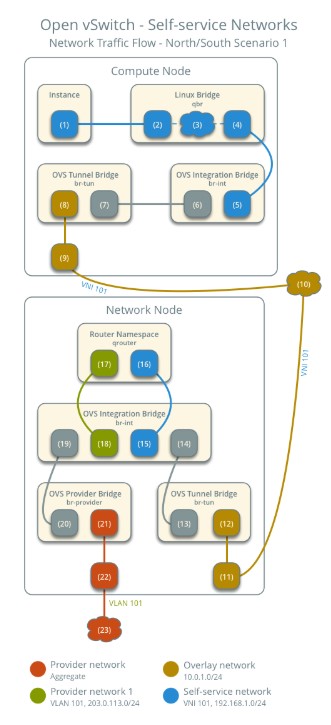 Open vSwitch - Self-service Networks
Network Traffic Flow - North/South Scenario 1
Compute Node
Instance
(1)
Linux Bridge
qbr
(2)
(3)
(4)
OVS Tunnel Bridge
br-tun
(8)
(7)
OVS Integration Bridge
br-int
(6)
(5)
(9)
VNI 101
(10)
Network Node
Router Namespace
qrouter
(17)
(16)
VNI 101
OVS Integration Bridge
br-int
(19)
(18)
(15)
(14)
OVS Provider Bridge
br-provider
(20)
(21)
OVS Tunnel Bridge
br-tun
(13)
(12)
(22)
(11)
VLAN 101
(23)
Provider network
Aggregate
Overlay network
10.0.1.0/24
Provider network 1
VLAN 101, 203.0.113.0/24
Self-service network
VNI 101, 192.168.1.0/24